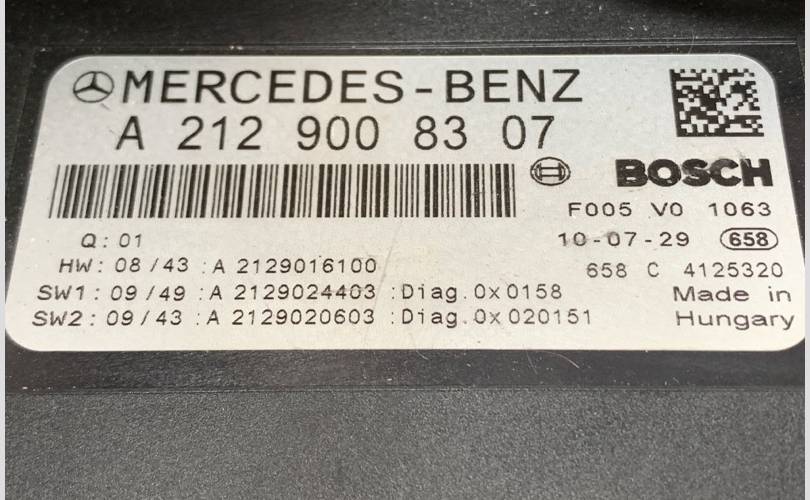 MERCEDES-BENZ
A 212 900 83 07
BOSCH
F005 V0 1063
Q: 01
10-07-29 658
HW: 08/43 :A 2129016100
658 C 4125320
SW1: 09/49 :A 2129024403 :Diag.0x0158
Made in
SW2: 09/43 :A 2129020603 :Diag.0x020151
Hungary